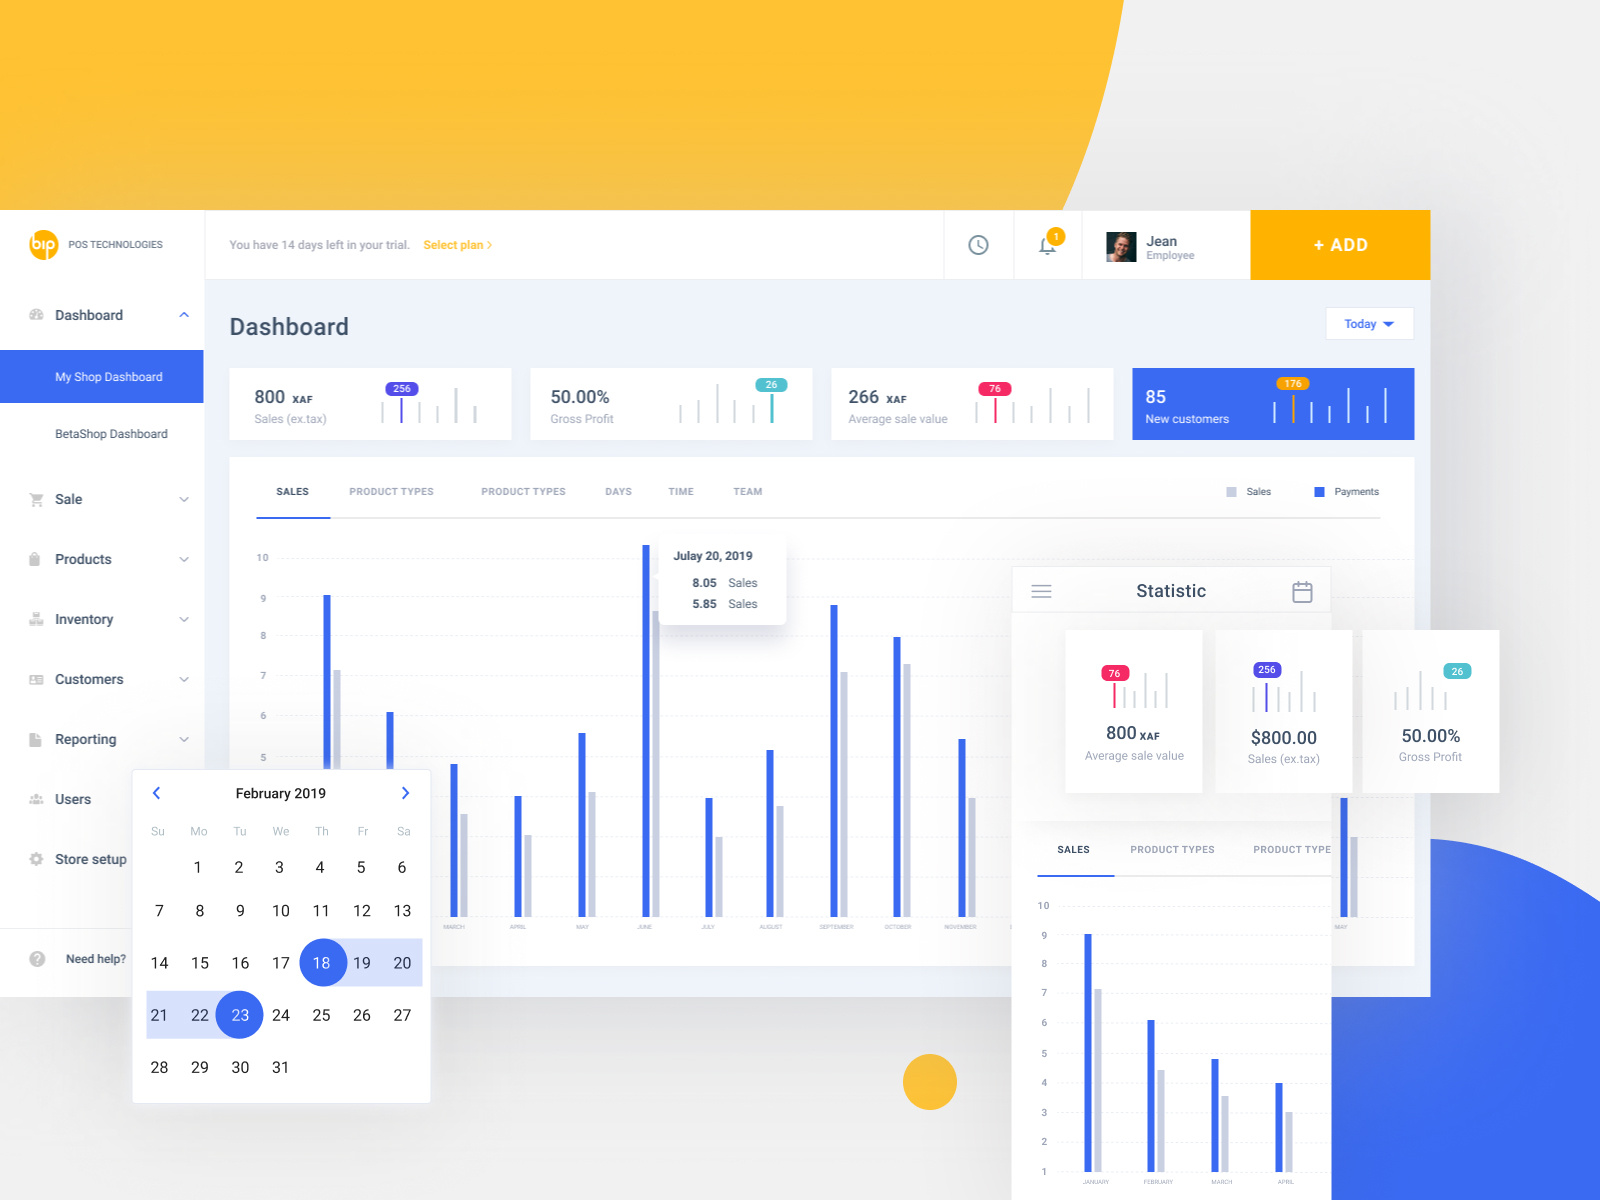 bip POS TECHNOLOGIES
You have 14 days left in your trial. Select plan >
1
Jean
Employee
+ ADD
Dashboard
My Shop Dashboard
BetaShop Dashboard
Sale
Products
Inventory
Customers
Reporting
Users
Store setup
? Need help?
Dashboard
Today
800 XAF
Sales (ex.tax)
256
50.00%
Gross Profit
26
266 XAF
Average sale value
76
85
New customers
176
SALES PRODUCT TYPES PRODUCT TYPES DAYS TIME TEAM
Sales Payments
10
9
8
7
6
5
Julay 20, 2019
8.05 Sales
5.85 Sales
MARCH APRIL MAY JUNE JULY AUGUST SEPTEMBER OCTOBER NOVEMBER
MAY
February 2019
Su Mo Tu We Th Fr Sa
1 2 3 4 5 6
7 8 9 10 11 12 13
14 15 16 17 18 19 20
21 22 23 24 25 26 27
28 29 30 31
Statistic
76
800 XAF
Average sale value
256
$800.00
Sales (ex.tax)
26
50.00%
Gross Profit
SALES PRODUCT TYPES PRODUCT TYPE
10
9
8
7
6
5
4
3
2
1
JANUARY FEBRUARY MARCH APRIL